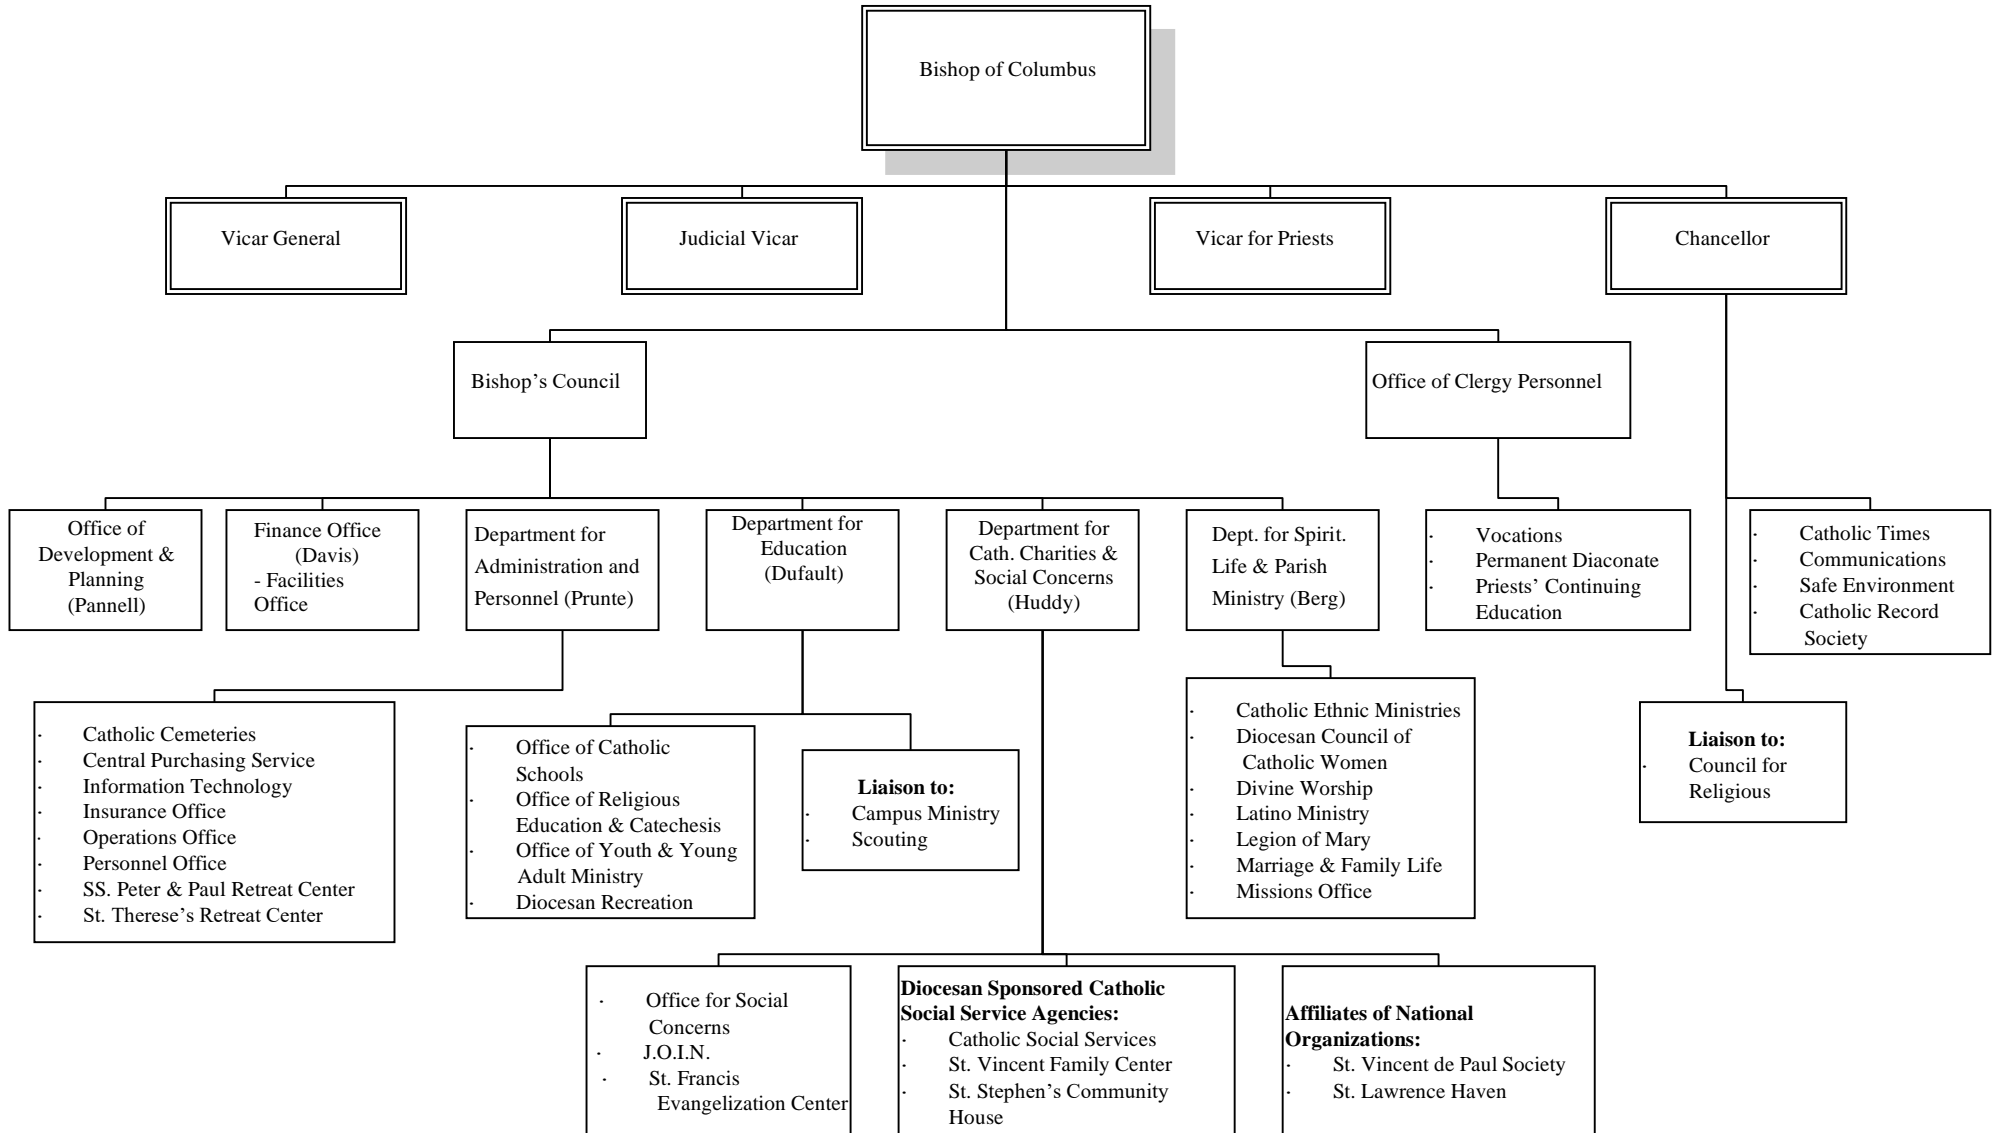 Bishop of Columbus
Vicar General
Judicial Vicar
Vicar for Priests
Chancellor
Bishop’s Council
Office of Clergy Personnel
Office of
Development &
Planning
(Pannell)
Finance Office
(Davis)
- Facilities
Office
Department for
Administration and
Personnel (Prunte)
Department for
Education
(Dufault)
Department for
Cath. Charities &
Social Concerns
(Huddy)
Dept. for Spirit.
Life & Parish
Ministry (Berg)
· Vocations
· Permanent Diaconate
· Priests’ Continuing
Education
· Catholic Times
· Communications
· Safe Environment
· Catholic Record
Society
· Catholic Cemeteries
· Central Purchasing Service
· Information Technology
· Insurance Office
· Operations Office
· Personnel Office
· SS. Peter & Paul Retreat Center
· St. Therese’s Retreat Center
· Office of Catholic
Schools
· Office of Religious
Education & Catechesis
· Office of Youth & Young
Adult Ministry
· Diocesan Recreation
Liaison to:
· Campus Ministry
· Scouting
· Catholic Ethnic Ministries
· Diocesan Council of
Catholic Women
· Divine Worship
· Latino Ministry
· Legion of Mary
· Marriage & Family Life
· Missions Office
Liaison to:
· Council for
Religious
· Office for Social
Concerns
· J.O.I.N.
· St. Francis
Evangelization Center
Diocesan Sponsored Catholic
Social Service Agencies:
· Catholic Social Services
· St. Vincent Family Center
· St. Stephen’s Community
House
Affiliates of National
Organizations:
· St. Vincent de Paul Society
· St. Lawrence Haven